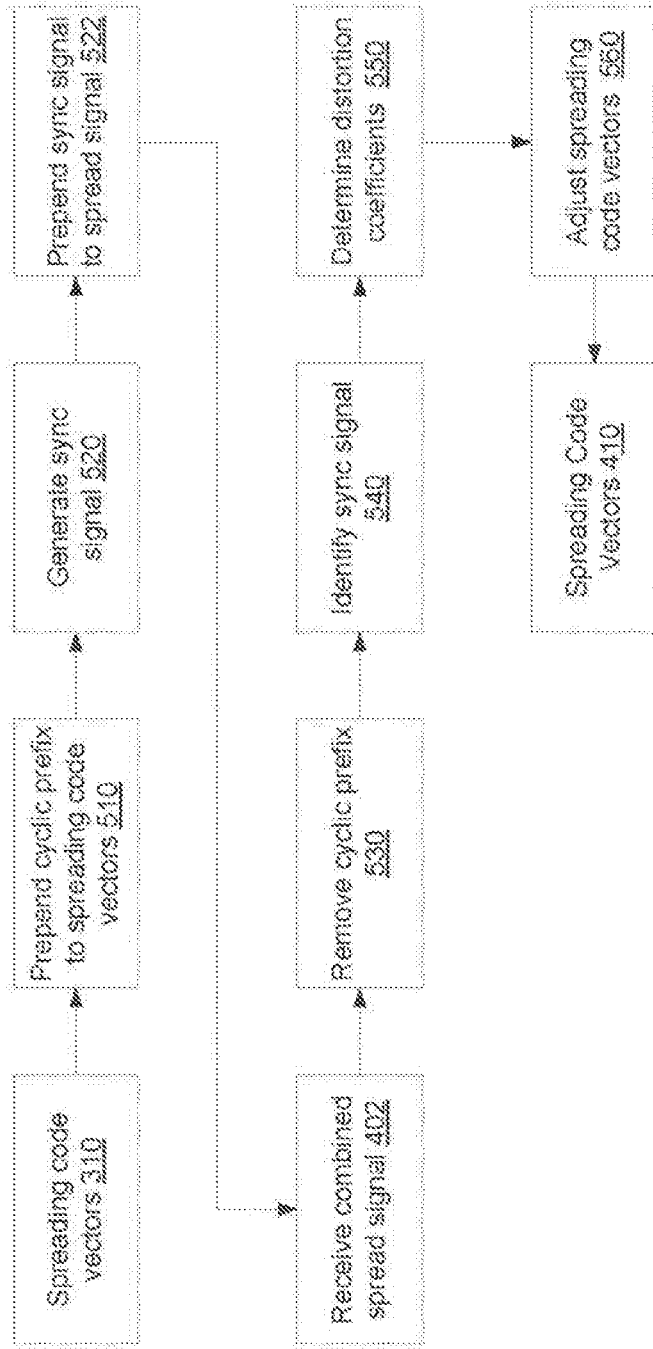 Spreading code
vectors 310
Prepend cyclic prefix
to spreading code
vectors 510
Generate sync
signal 520
Prepend sync signal
to spread signal 522
Receive combined
spread signal 402
Remove cyclic prefix
530
Identify sync signal
540
Determine distortion
coefficients 550
Adjust spreading
code vectors 560
Spreading Code
Vectors 410